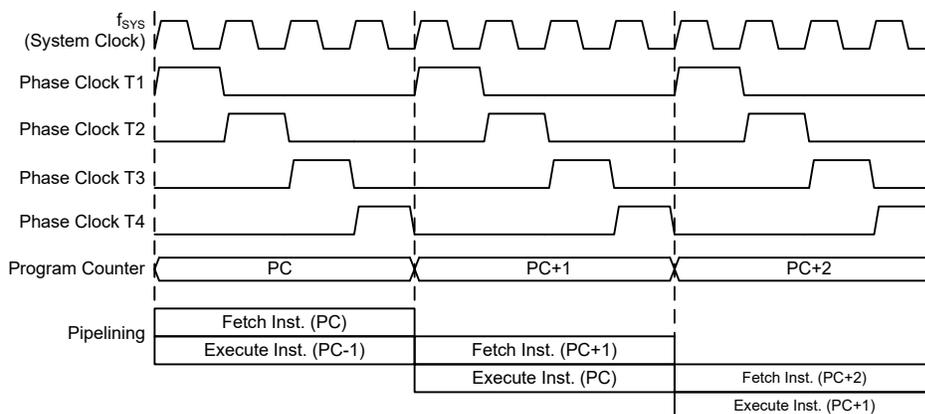 fSYS
(System Clock)
Phase Clock T1
Phase Clock T2
Phase Clock T3
Phase Clock T4
Program Counter PC PC+1 PC+2
Pipelining
Fetch Inst. (PC)
Execute Inst. (PC-1) Fetch Inst. (PC+1)
Execute Inst. (PC) Fetch Inst. (PC+2)
Execute Inst. (PC+1)